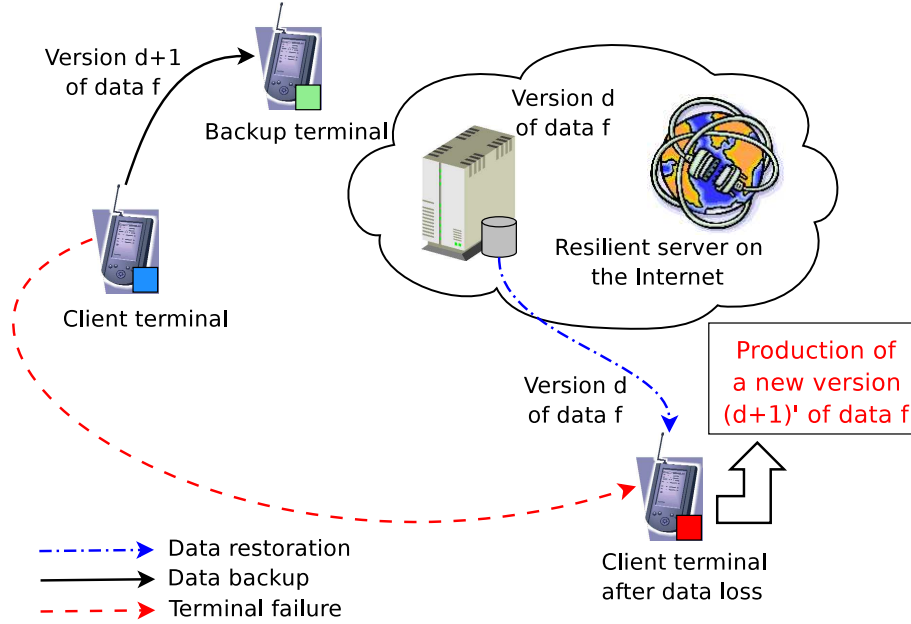 Version d+1
of data f
Backup terminal
Client terminal
Version d
of data f
Resilient server on
the Internet
Version d
of data f
Production of
a new version
(d+1)' of data f
Client terminal
after data loss
Data restoration
Data backup
Terminal failure